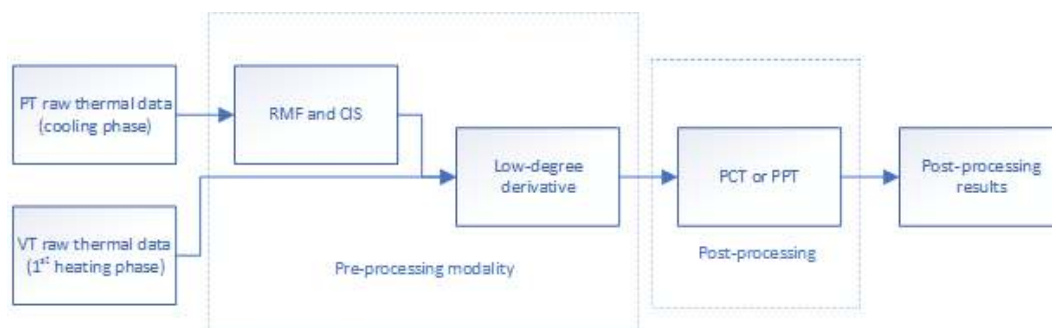 PT raw thermal data
(cooling phase)
RMF and CIS
Low-degree
derivative
PCT or PPT
Post-processing
results
VT raw thermal data
(1st heating phase)
Pre-processing modality
Post-processing